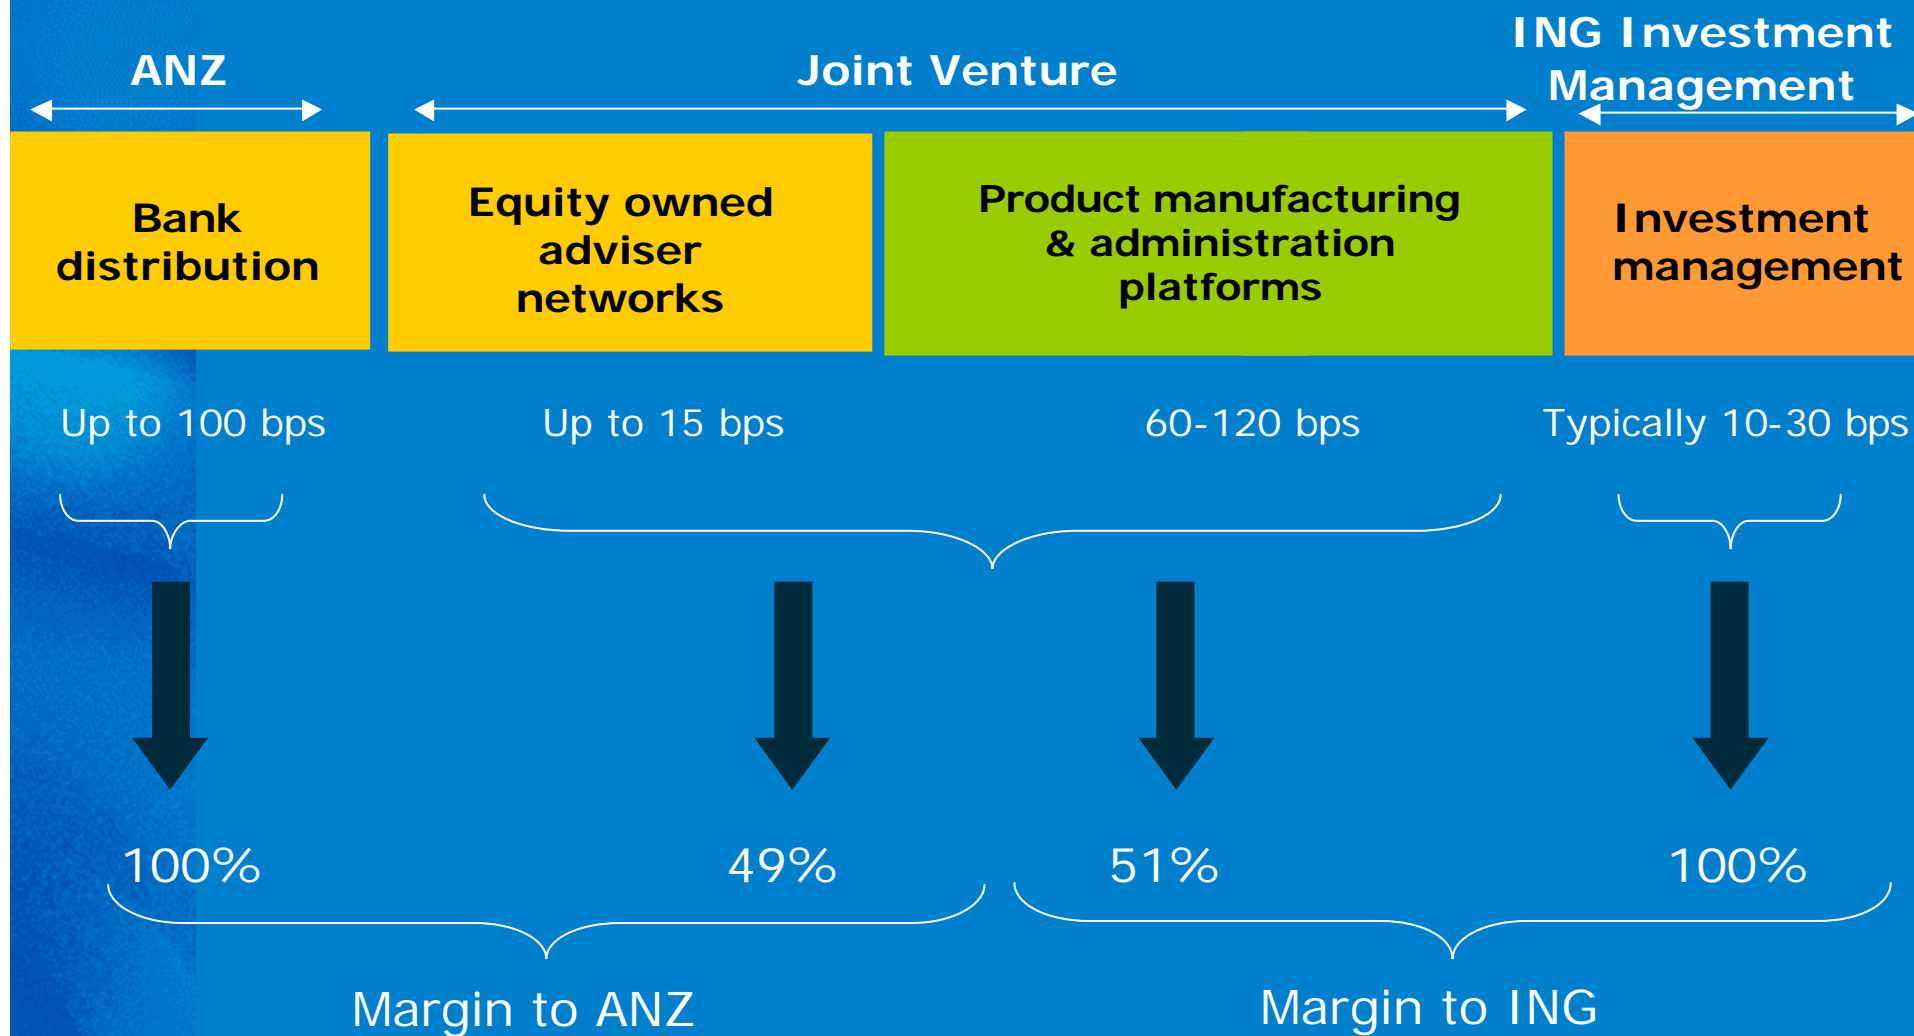 ANZ
Joint Venture
ING Investment
Management
Bank
distribution
Equity owned
adviser
networks
Product manufacturing
& administration
platforms
Investment
management
Up to 100 bps
Up to 15 bps
60-120 bps
Typically 10-30 bps
100%
49%
51%
100%
Margin to ANZ
Margin to ING